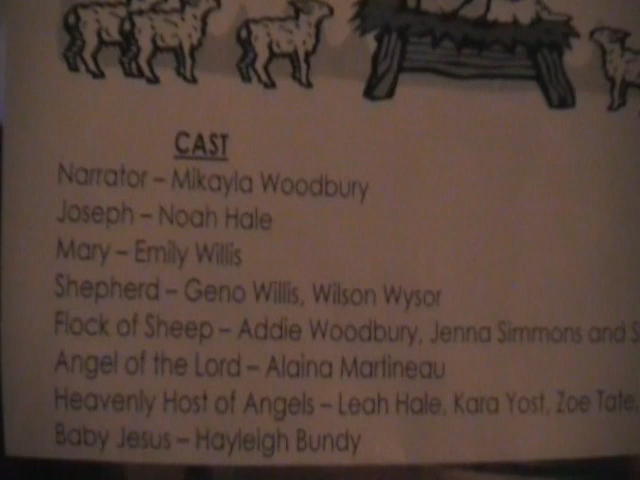 CAST
Narrator – Mikayla Woodbury
Joseph – Noah Hale
Mary – Emily Willis
Shepherd – Geno Willis, Wilson Wysor
Flock of Sheep – Addie Woodbury, Jenna Simmons and S
Angel of the Lord – Alaina Martineau
Heavenly Host of Angels – Leah Hale, Kara Yost, Zoe Tate,
Baby Jesus – Hayleigh Bundy